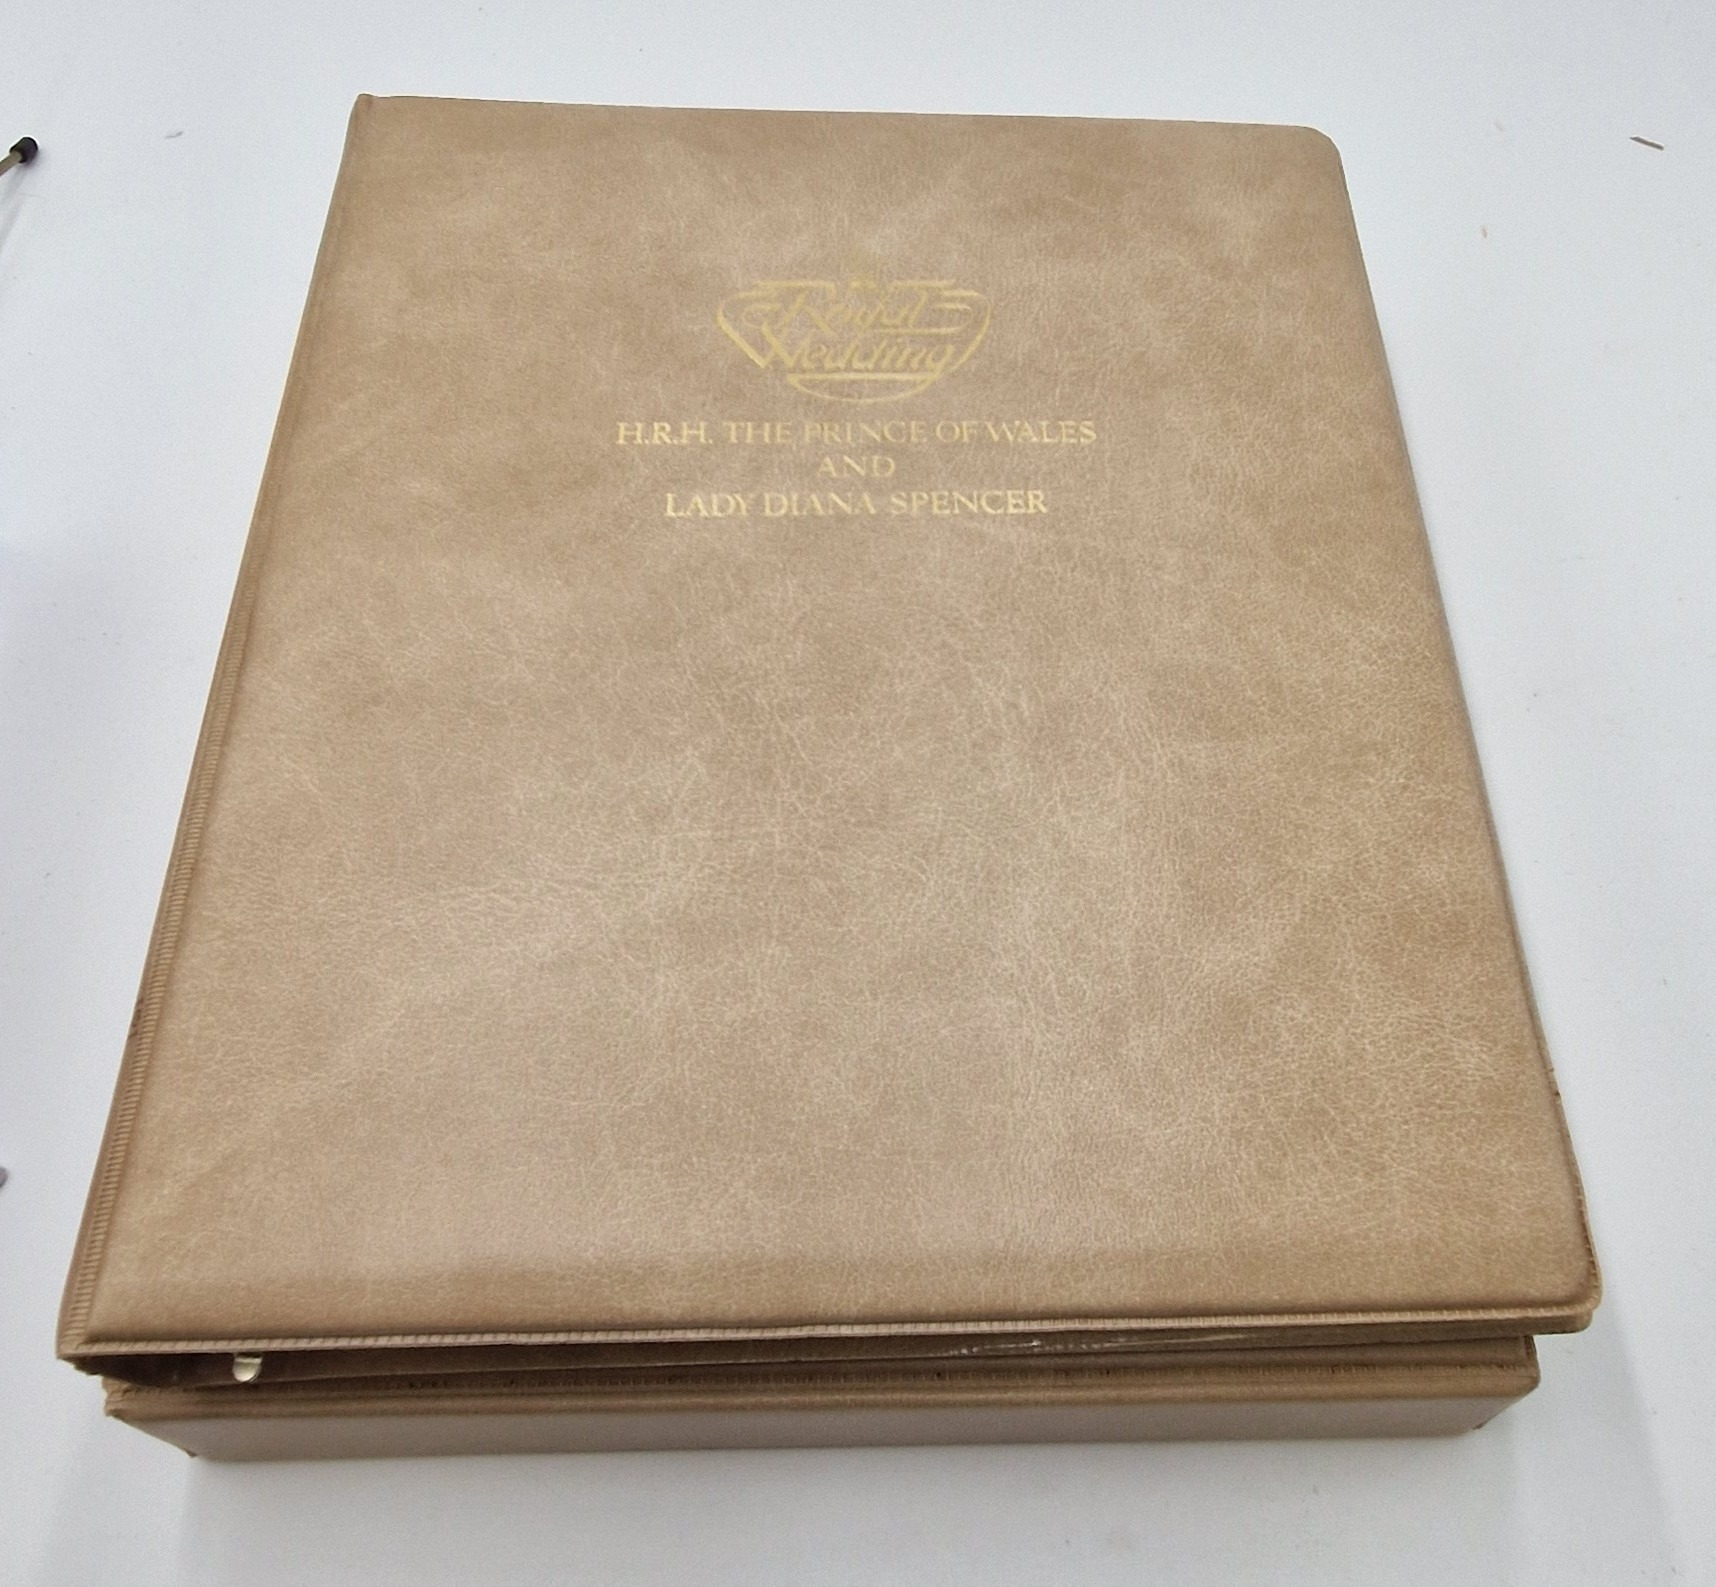 Royal
Wedding
H.R.H. THE PRINCE OF WALES
AND
LADY DIANA SPENCER